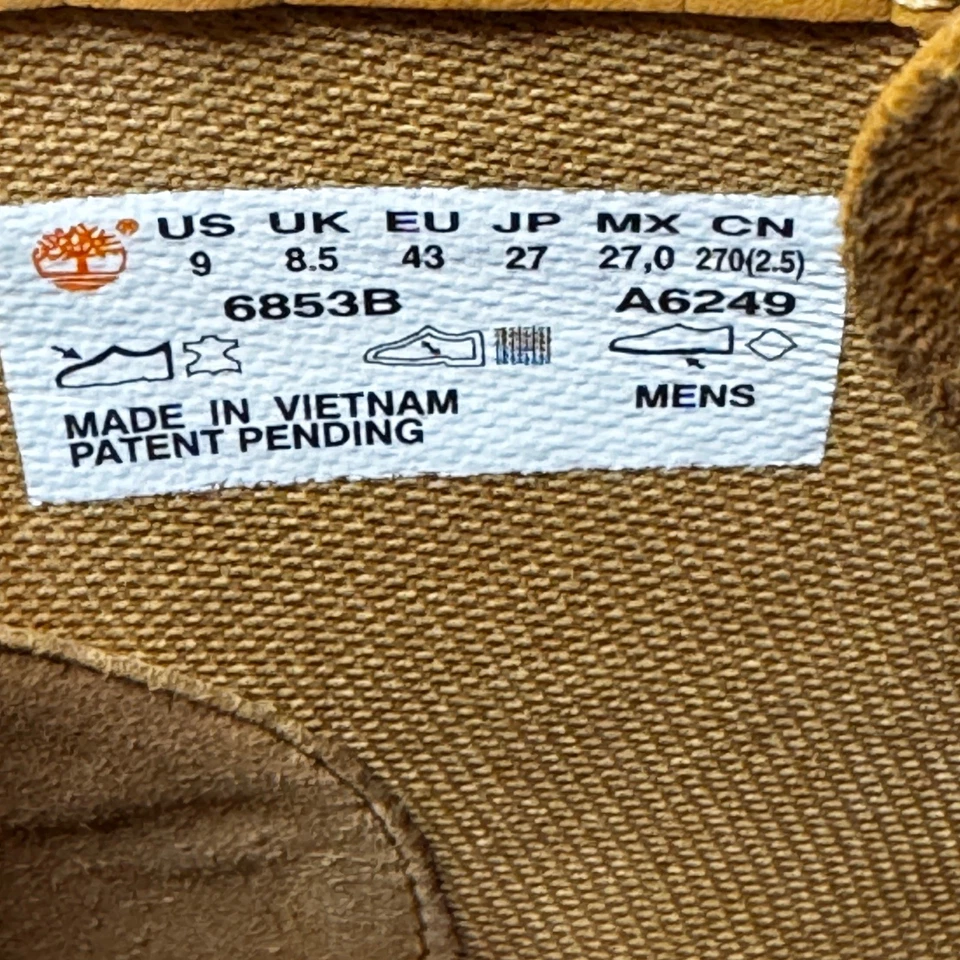 ® US UK EU JP MX CN
9 8.5 43 27 27,0 270(2.5)
6853B A6249
MENS
MADE IN VIETNAM
PATENT PENDING